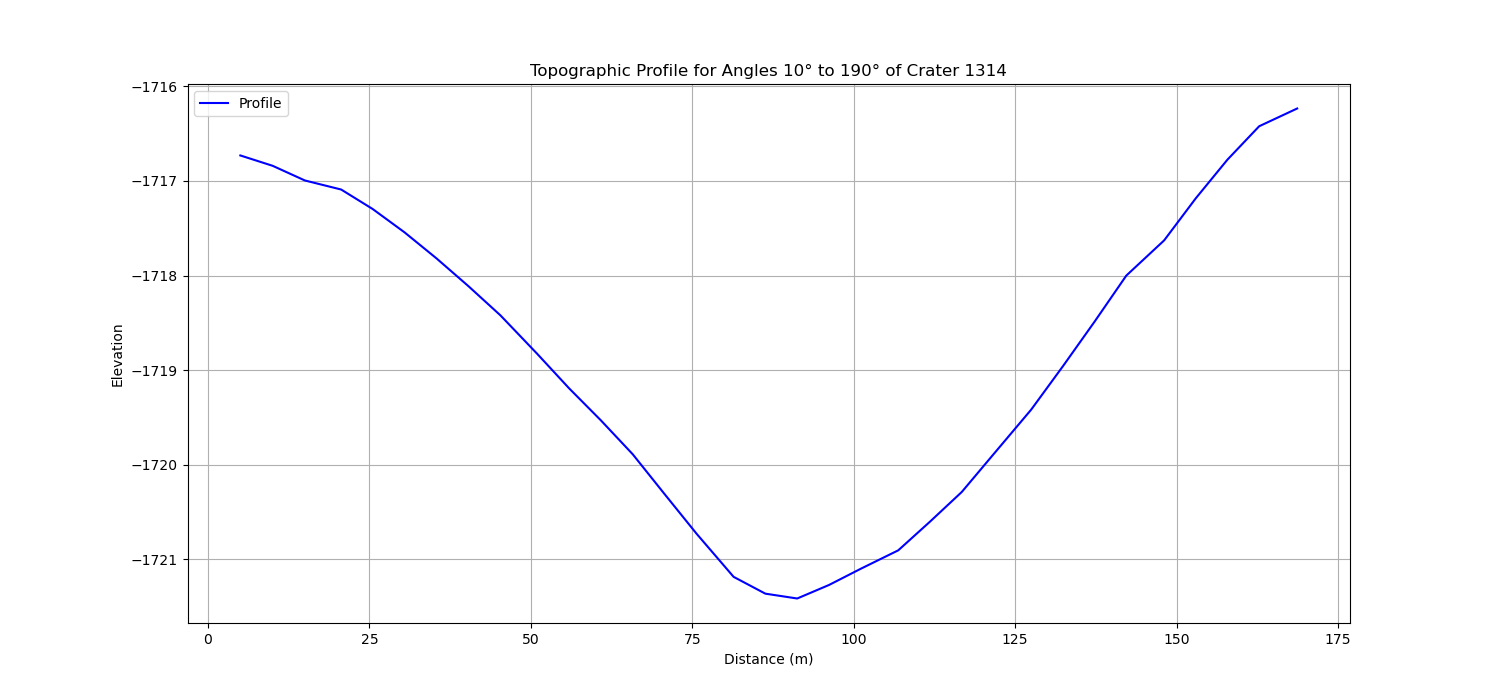 Topographic Profile for Angles 10° to 190° of Crater 1314
Profile
−1716
−1717
−1718
−1719
−1720
−1721
Elevation
0 25 50 75 100 125 150 175
Distance (m)